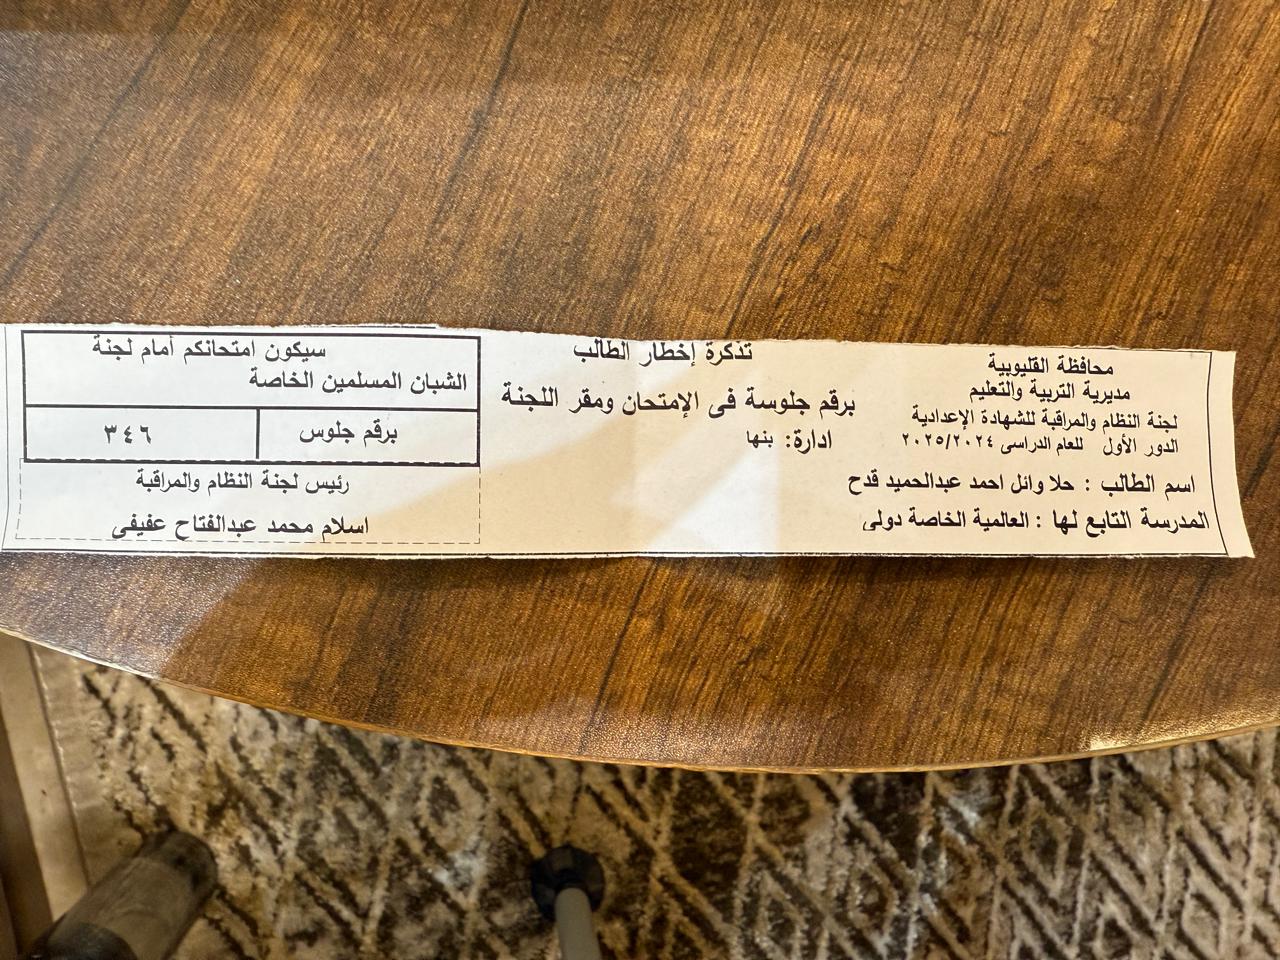 محافظة القليوبية
مديرية التربية والتعليم
لجنة النظام والمراقبة للشهادة الإعدادية
الدور الأول للعام الدراسى ٢٠٢٥/٢٠٢٤
اسم الطالب : حلا وائل احمد عبدالحميد قدح
المدرسة التابع لها : العالمية الخاصة دولى
تذكرة إخطار الطالب
برقم جلوسة فى الإمتحان ومقر اللجنة
ادارة: بنها
سيكون امتحانكم أمام لجنة
الشبان المسلمين الخاصة
برقم جلوس ٣٤٦
رئيس لجنة النظام والمراقبة
اسلام محمد عبدالفتاح عفيفى